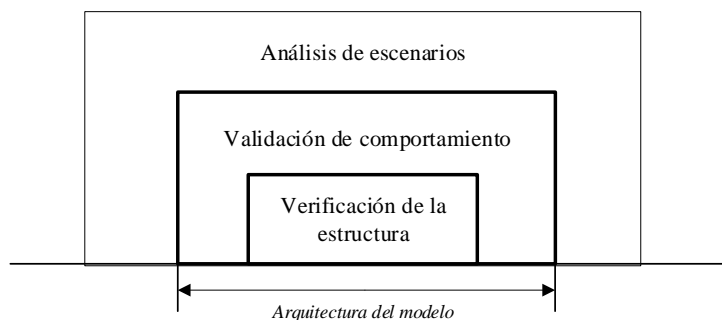 Análisis de escenarios
Validación de comportamiento
Verificación de la
estructura
Arquitectura del modelo